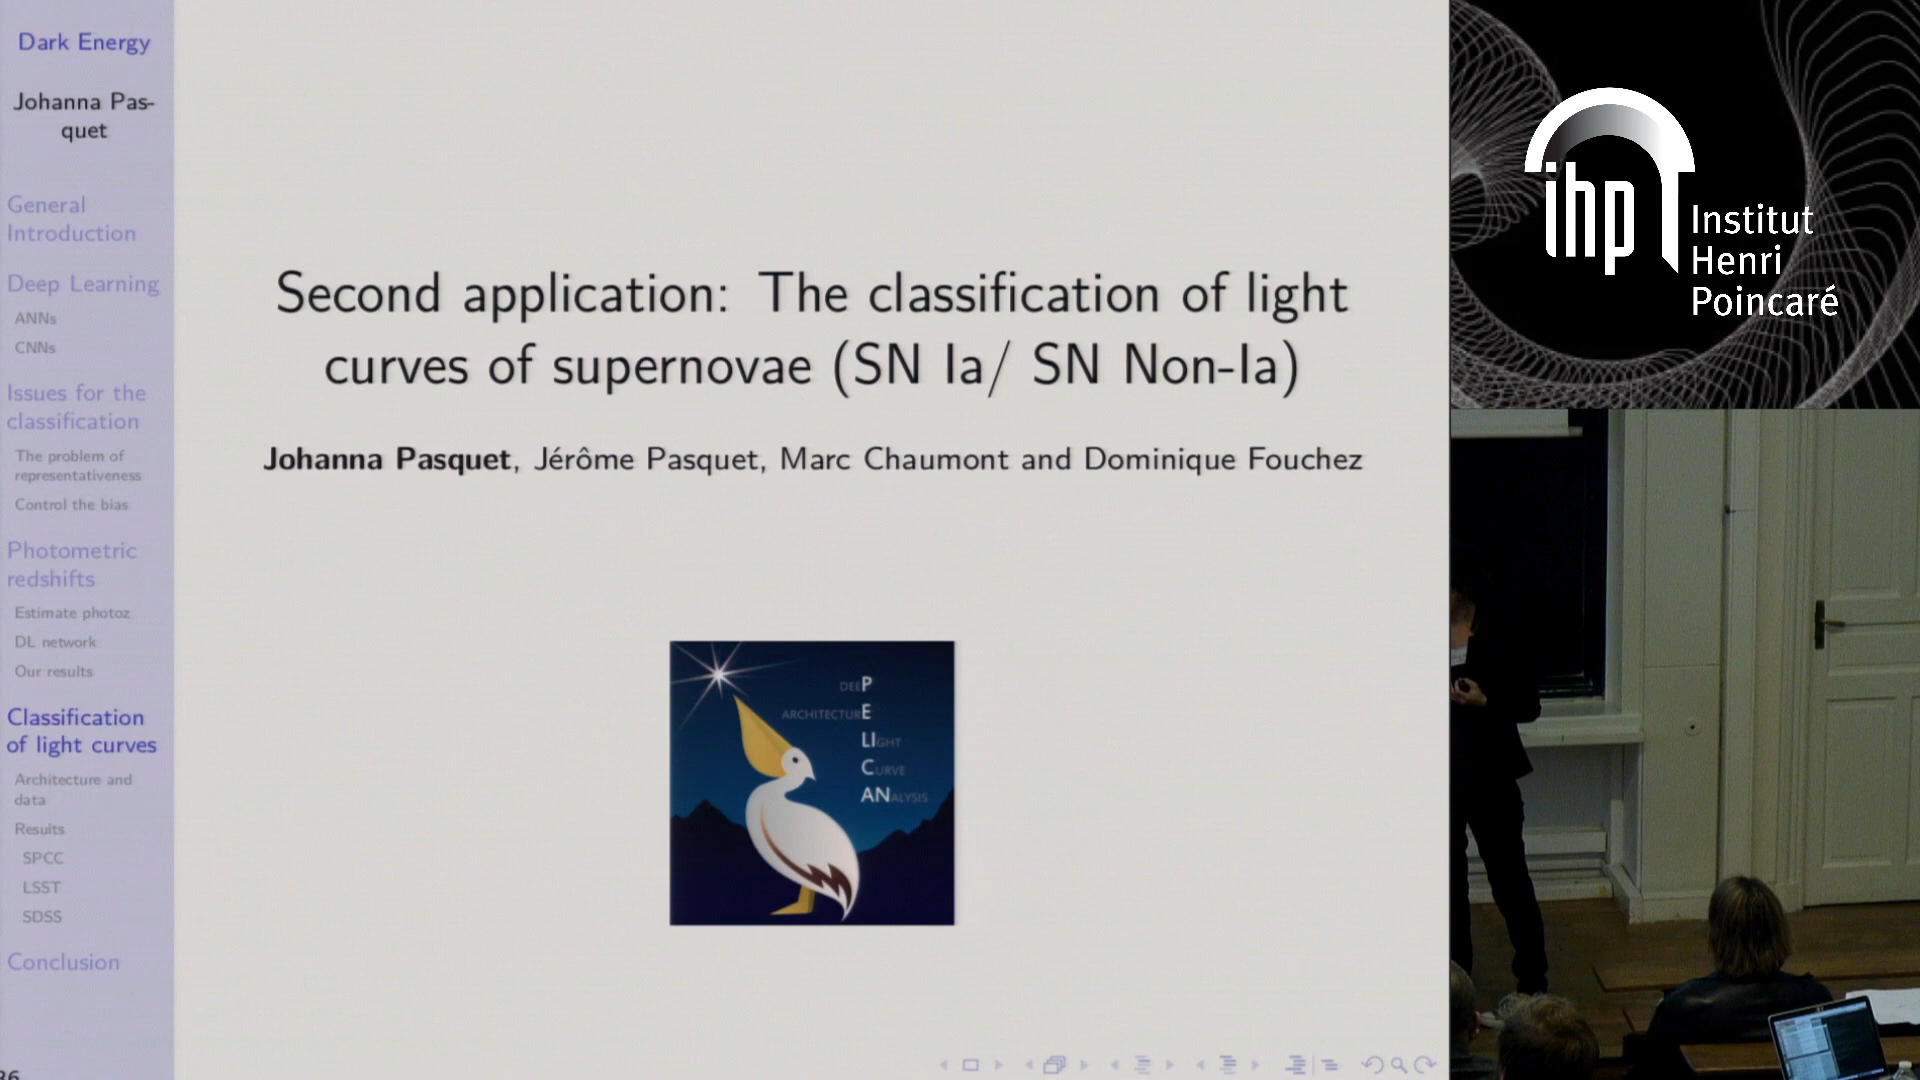 Dark Energy
Johanna Pas-
quet
General
Introduction
Deep Learning
ANNs
CNNs
Issues for the
classification
The problem of
representativeness
Control the bias
Photometric
redshifts
Estimate photoz
DL network
Our results
Classification
of light curves
Architecture and
data
Results
SPCC
LSST
SDSS
Conclusion
Second application: The classification of light
curves of supernovae (SN Ia/ SN Non-Ia)
Johanna Pasquet, Jérôme Pasquet, Marc Chaumont and Dominique Fouchez
DEEP
ARCHITECTURE
LIGHT
CURVE
ANALYSIS
ihp
Institut
Henri
Poincaré